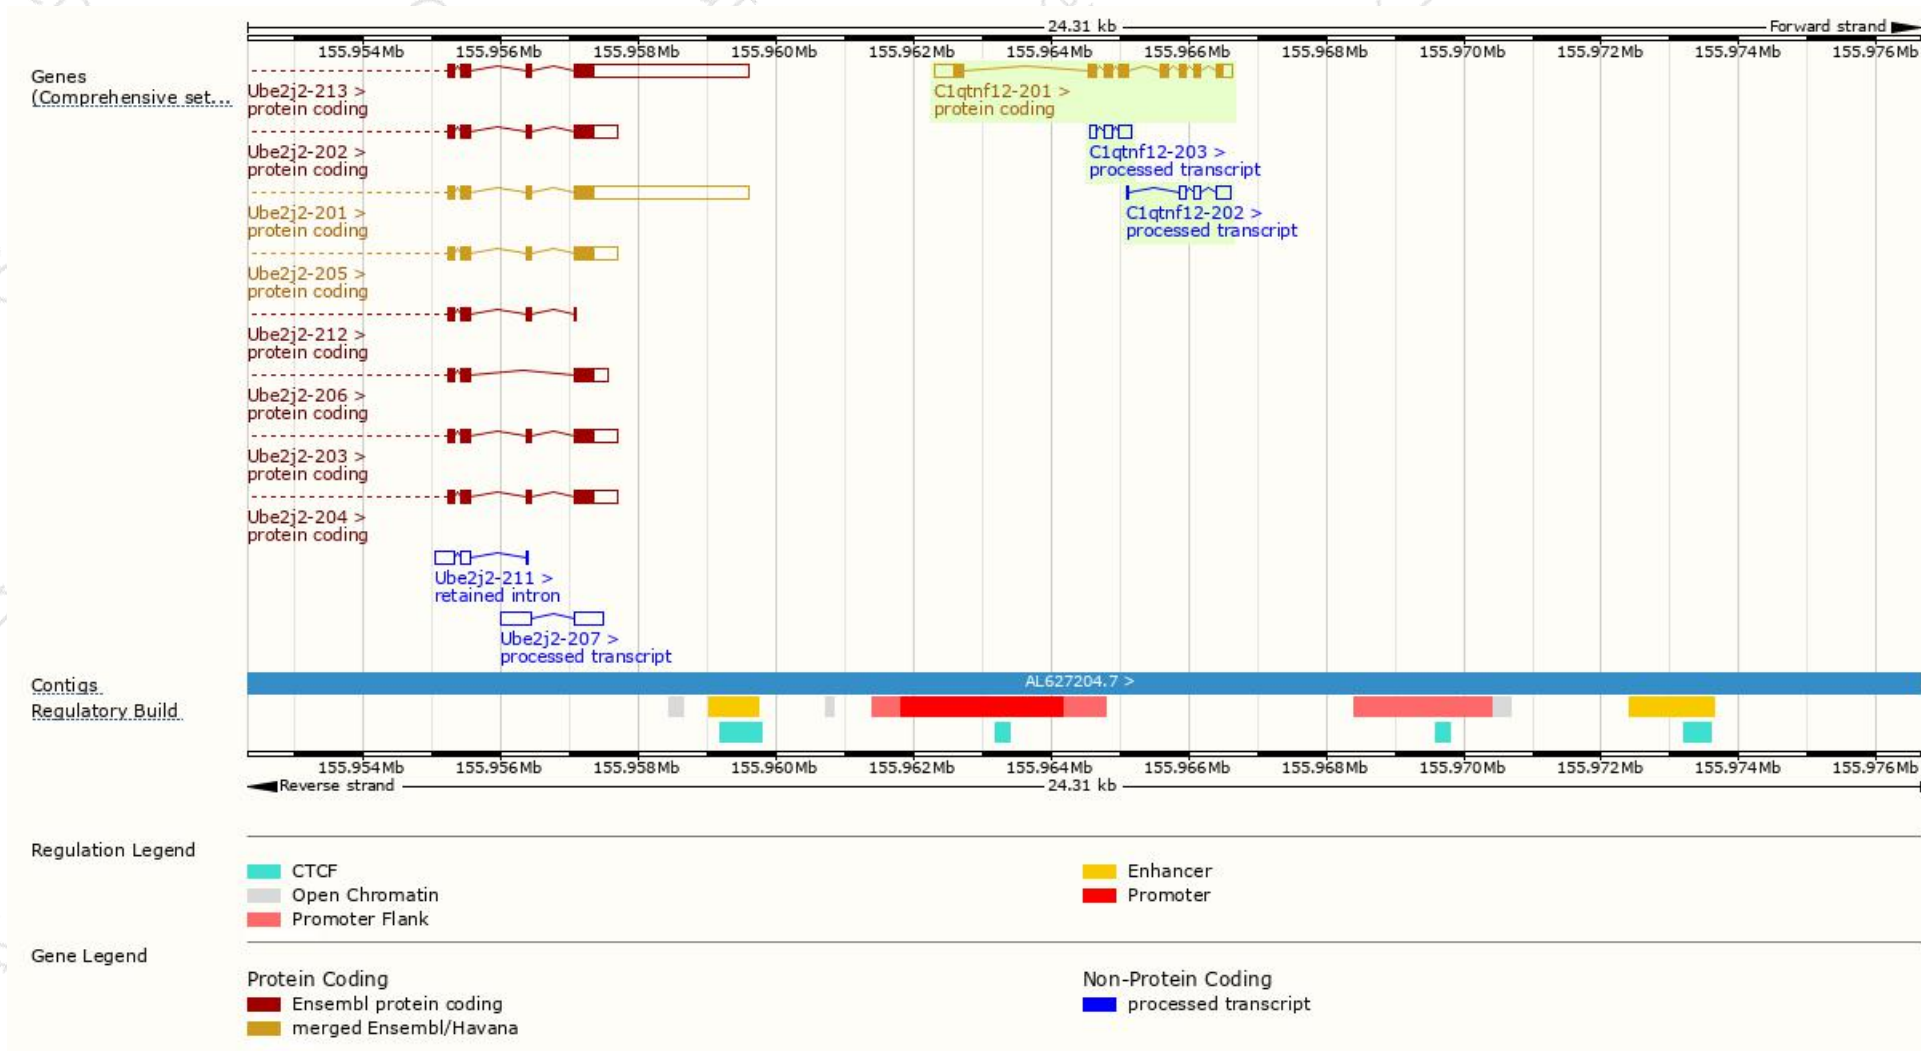 24.31 kb Forward strand
155.954Mb 155.956Mb 155.958Mb 155.960Mb 155.962Mb 155.964Mb 155.966Mb 155.968Mb 155.970Mb 155.972Mb 155.974Mb 155.976Mb
Genes
(Comprehensive set...
Ube2j2-213 >
protein coding
C1qtnf12-201 >
protein coding
Ube2j2-202 >
protein coding
C1qtnf12-203 >
processed transcript
Ube2j2-201 >
protein coding
C1qtnf12-202 >
processed transcript
Ube2j2-205 >
protein coding
Ube2j2-212 >
protein coding
Ube2j2-206 >
protein coding
Ube2j2-203 >
protein coding
Ube2j2-204 >
protein coding
Ube2j2-211 >
retained intron
Ube2j2-207 >
processed transcript
Contigs
AL627204.7 >
Regulatory Build
155.954Mb 155.956Mb 155.958Mb 155.960Mb 155.962Mb 155.964Mb 155.966Mb 155.968Mb 155.970Mb 155.972Mb 155.974Mb 155.976Mb
Reverse strand 24.31 kb
Regulation Legend
CTCF
Open Chromatin
Promoter Flank
Enhancer
Promoter
Gene Legend
Protein Coding
Ensembl protein coding
merged Ensembl/Havana
Non-Protein Coding
processed transcript